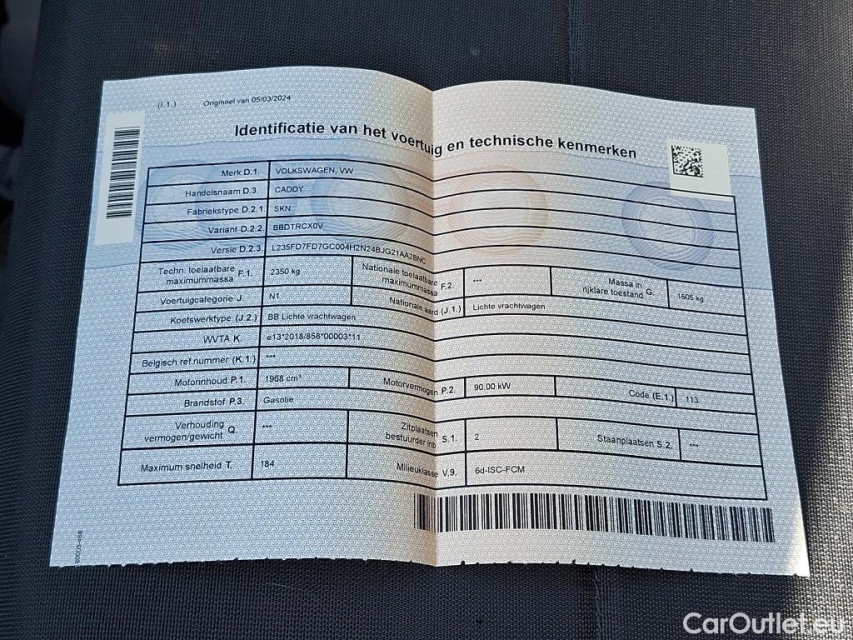 (I.1.) Origineel van 05/03/2024
Identificatie van het voertuig en technische kenmerken
Merk D.1. VOLKSWAGEN, VW
Handelsnaam D.3. CADDY
Fabriekstype D.2.1. SKN
Variant D.2.2. BBDTRCX0V
Versie D.2.3. L235FD7FD7GC004H2N24BJG21AA2BNC
Techn. toelaatbare maximummassa F.1. 2350 kg Nationale toelaatbare maximummassa F.2. --- Massa in rijklare toestand G. 1605 kg
Voertuigcategorie J. N1 Nationale aard (J.1.) Lichte vrachtwagen
Koetswerktype (J.2.) BB Lichte vrachtwagen
WVTA K. e13*2018/858*00003*11
Belgisch ref.nummer (K.1.) ---
Motorinhoud P.1. 1968 cm³ Motorvermogen P.2. 90,00 kW Code (E.1.) 113
Brandstof P.3. Gasolie
Verhouding vermogen/gewicht Q. --- Zitplaatsen bestuurder inb S.1. 2 Staanplaatsen S.2. ---
Maximum snelheid T. 184 Milieuklasse V.9. 6d-ISC-FCM
CarOutlet.eu